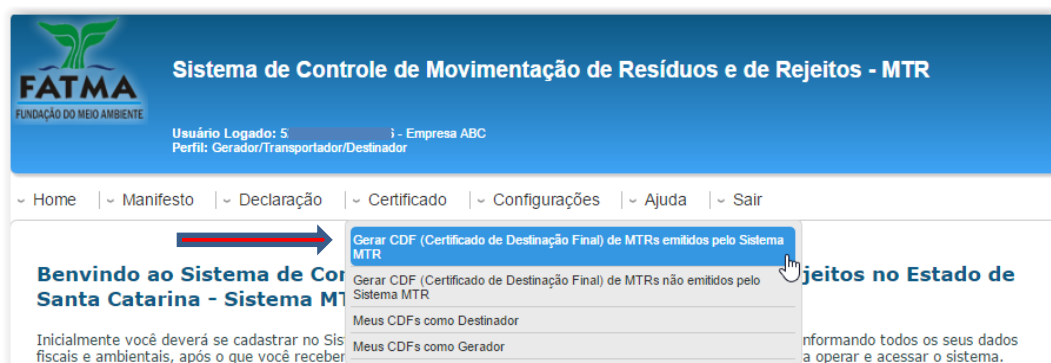 FATMA
FUNDAÇÃO DO MEIO AMBIENTE
Sistema de Controle de Movimentação de Resíduos e de Rejeitos - MTR
Usuário Logado: 5 - Empresa ABC
Perfil: Gerador/Transportador/Destinador
Home Manifesto Declaração Certificado Configurações Ajuda Sair
Gerar CDF (Certificado de Destinação Final) de MTRs emitidos pelo Sistema
MTR
Gerar CDF (Certificado de Destinação Final) de MTRs não emitidos pelo
Sistema MTR
Meus CDFs como Destinador
Meus CDFs como Gerador
Benvindo ao Sistema de Con jeitos no Estado de
Santa Catarina - Sistema MT
Inicialmente você deverá se cadastrar no Sis nformando todos os seus dados
fiscais e ambientais, após o que você receber a operar e acessar o sistema.